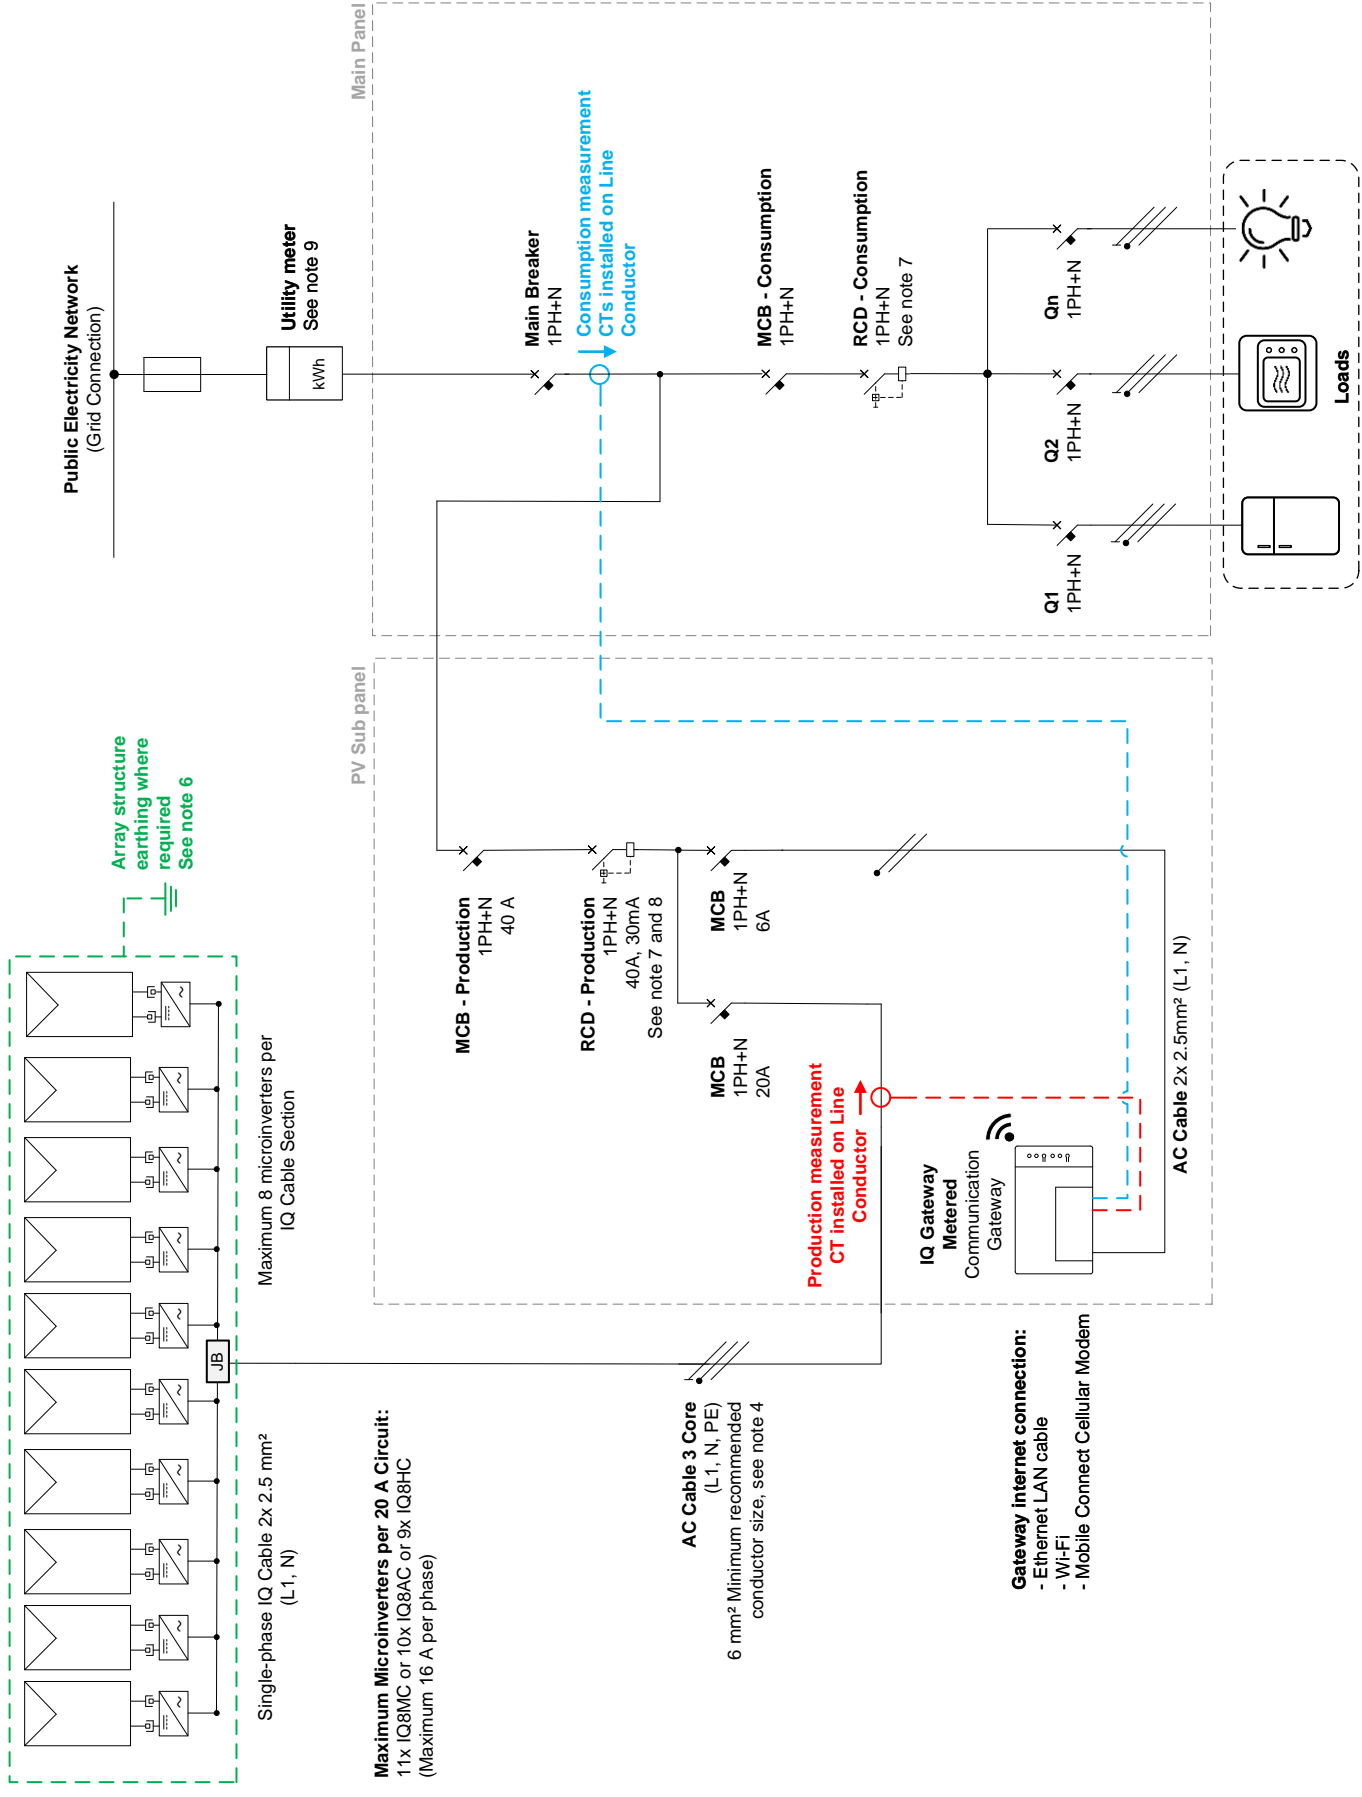 Array structure
earthing where
required
See note 6
Public Electricity Network
(Grid Connection)
Utility meter
See note 9
kWh
JB
Single-phase IQ Cable 2x 2.5 mm²
(L1, N)
Maximum 8 microinverters per
IQ Cable Section
Maximum Microinverters per 20 A Circuit:
11x IQ8MC or 10x IQ8AC or 9x IQ8HC
(Maximum 16 A per phase)
AC Cable 3 Core
(L1, N, PE)
6 mm² Minimum recommended
conductor size, see note 4
Gateway internet connection:
- Ethernet LAN cable
- Wi-Fi
- Mobile Connect Cellular Modem
PV Sub panel
MCB - Production
1PH+N
40 A
RCD - Production
1PH+N
40A, 30mA
See note 7 and 8
MCB
1PH+N
20A
MCB
1PH+N
6A
Production measurement
CT installed on Line
Conductor
IQ Gateway
Metered
Communication
Gateway
AC Cable 2x 2.5mm² (L1, N)
Main Panel
Main Breaker
1PH+N
Consumption measurement
CTs installed on Line
Conductor
MCB - Consumption
1PH+N
RCD - Consumption
1PH+N
See note 7
Q1
1PH+N
Q2
1PH+N
Qn
1PH+N
Loads